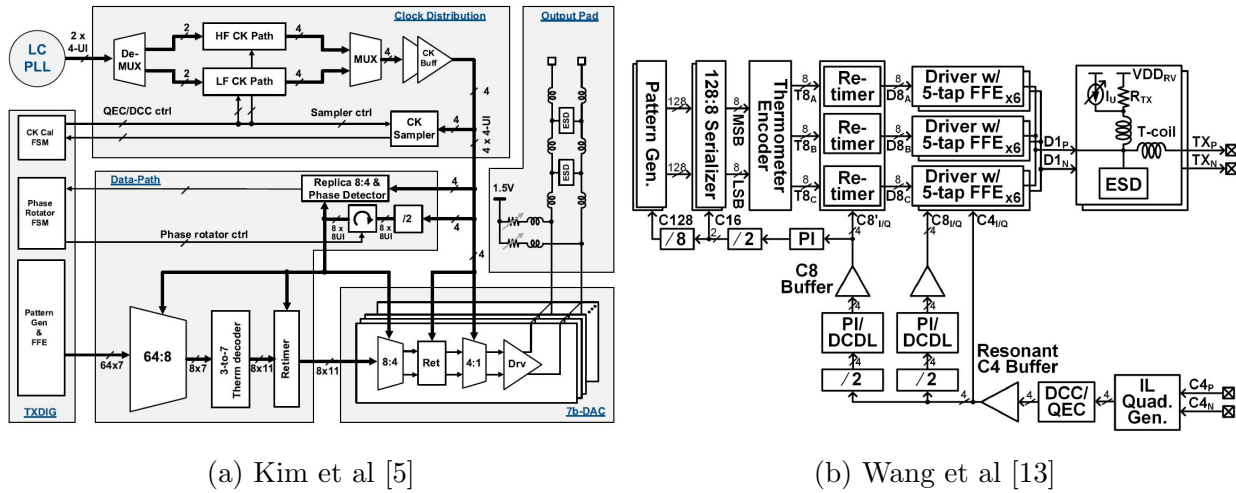 Clock Distribution
Output Pad
2 x
4-UI
LC
PLL
De-
MUX
2
2
HF CK Path
LF CK Path
4
4
MUX
4
CK
Buff
4
QEC/DCC ctrl
Sampler ctrl
CK Cal
FSM
CK
Sampler
4
4 x 4-UI
ESD
ESD
Data-Path
1.5V
Replica 8:4 &
Phase Detector
4
Phase
Rotator
FSM
8 x
8UI
8 x
8UI
/2
4
Phase rotator ctrl
4
Pattern
Gen
&
FFE
64x7
64:8
8x7
3-to-7
Therm decoder
8x11
Retimer
8x11
8:4
Ret
4:1
Drv
TXDIG
7b-DAC
(a) Kim et al [5]
Pattern Gen.
128
128
128:8 Serializer
8
MSB
8
LSB
Thermometer
Encoder
8
T8A
8
T8B
8
T8C
Re-
timer
Re-
timer
Re-
timer
8
D8A
8
D8B
8
D8C
Driver w/
5-tap FFE x6
Driver w/
5-tap FFE x6
Driver w/
5-tap FFE x6
D1P
D1N
VDDRV
IU
RTX
T-coil
ESD
TXP
TXN
C128
C16
C8'I/Q
C8I/Q
C4I/Q
/8
2
/2
PI
4
4
C8
Buffer
4
4
PI/
DCDL
PI/
DCDL
4
4
/2
/2
Resonant
C4 Buffer
4
4
DCC/
QEC
4
IL
Quad.
Gen.
C4P
C4N
(b) Wang et al [13]